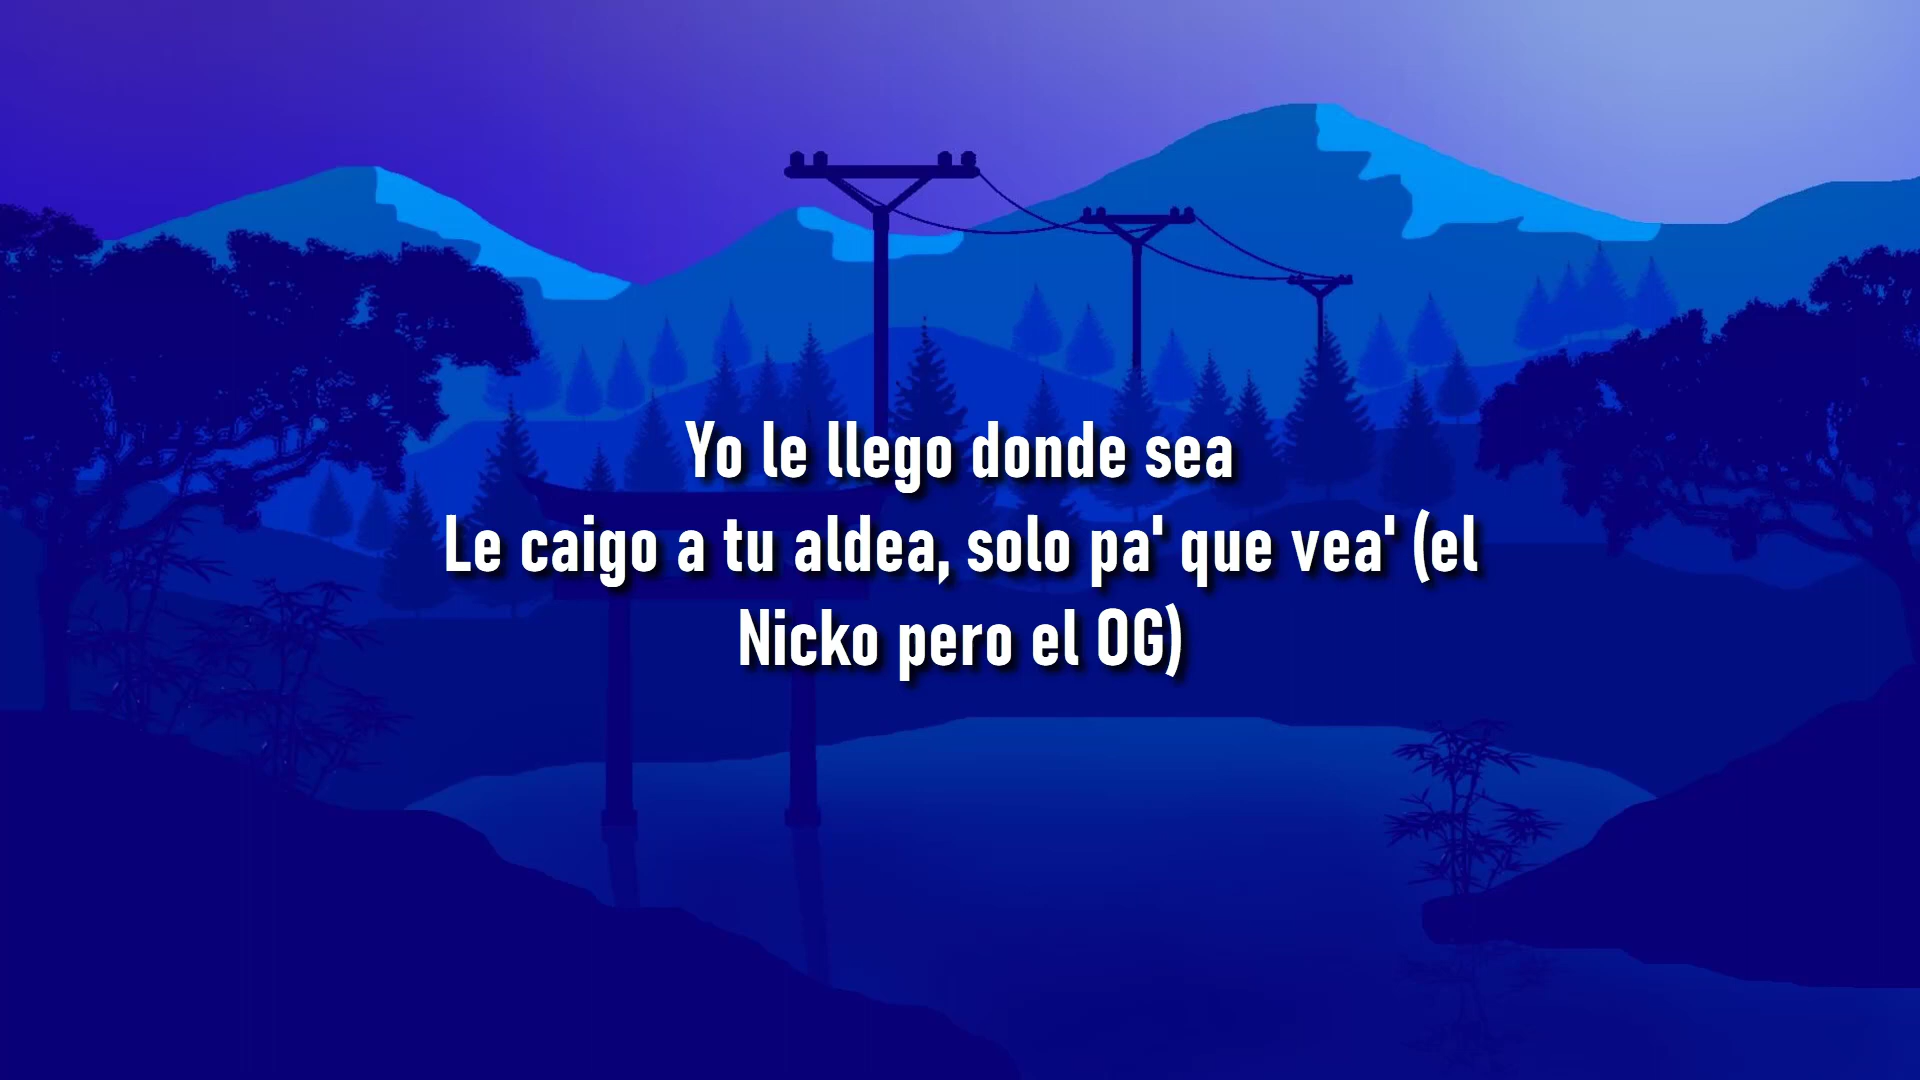 Yo le llego donde sea
Le caigo a tu aldea, solo pa' que vea' (el
Nicko pero el OG)